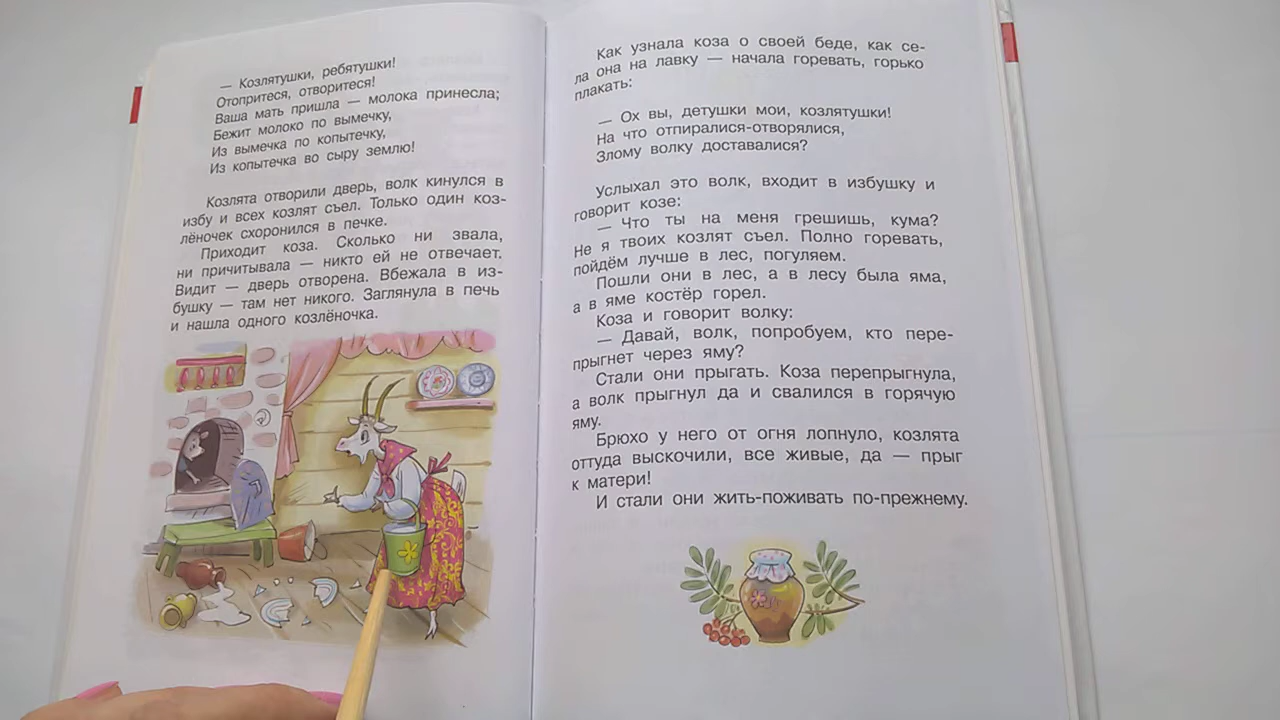 — Козлятушки, ребятушки!
Отопритеся, отворитеся!
Ваша мать пришла — молока принесла;
Бежит молоко по вымечку,
Из вымечка по копытечку,
Из копытечка во сыру землю!
Козлята отворили дверь, волк кинулся в
избу и всех козлят съел. Только один коз-
лёночек схоронился в печке.
Приходит коза. Сколько ни звала,
ни причитывала — никто ей не отвечает.
Видит — дверь отворена. Вбежала в из-
бушку — там нет никого. Заглянула в печь
и нашла одного козлёночка.
Как узнала коза о своей беде, как се-
ла она на лавку — начала горевать, горько
плакать:
— Ох вы, детушки мои, козлятушки!
На что отпиралися-отворялися,
Злому волку доставалися?
Услыхал это волк, входит в избушку и
говорит козе:
— Что ты на меня грешишь, кума?
Не я твоих козлят съел. Полно горевать,
пойдём лучше в лес, погуляем.
Пошли они в лес, а в лесу была яма,
а в яме костёр горел.
Коза и говорит волку:
— Давай, волк, попробуем, кто пере-
прыгнет через яму?
Стали они прыгать. Коза перепрыгнула,
а волк прыгнул да и свалился в горячую
яму.
Брюхо у него от огня лопнуло, козлята
оттуда выскочили, все живые, да — прыг
к матери!
И стали они жить-поживать по-прежнему.